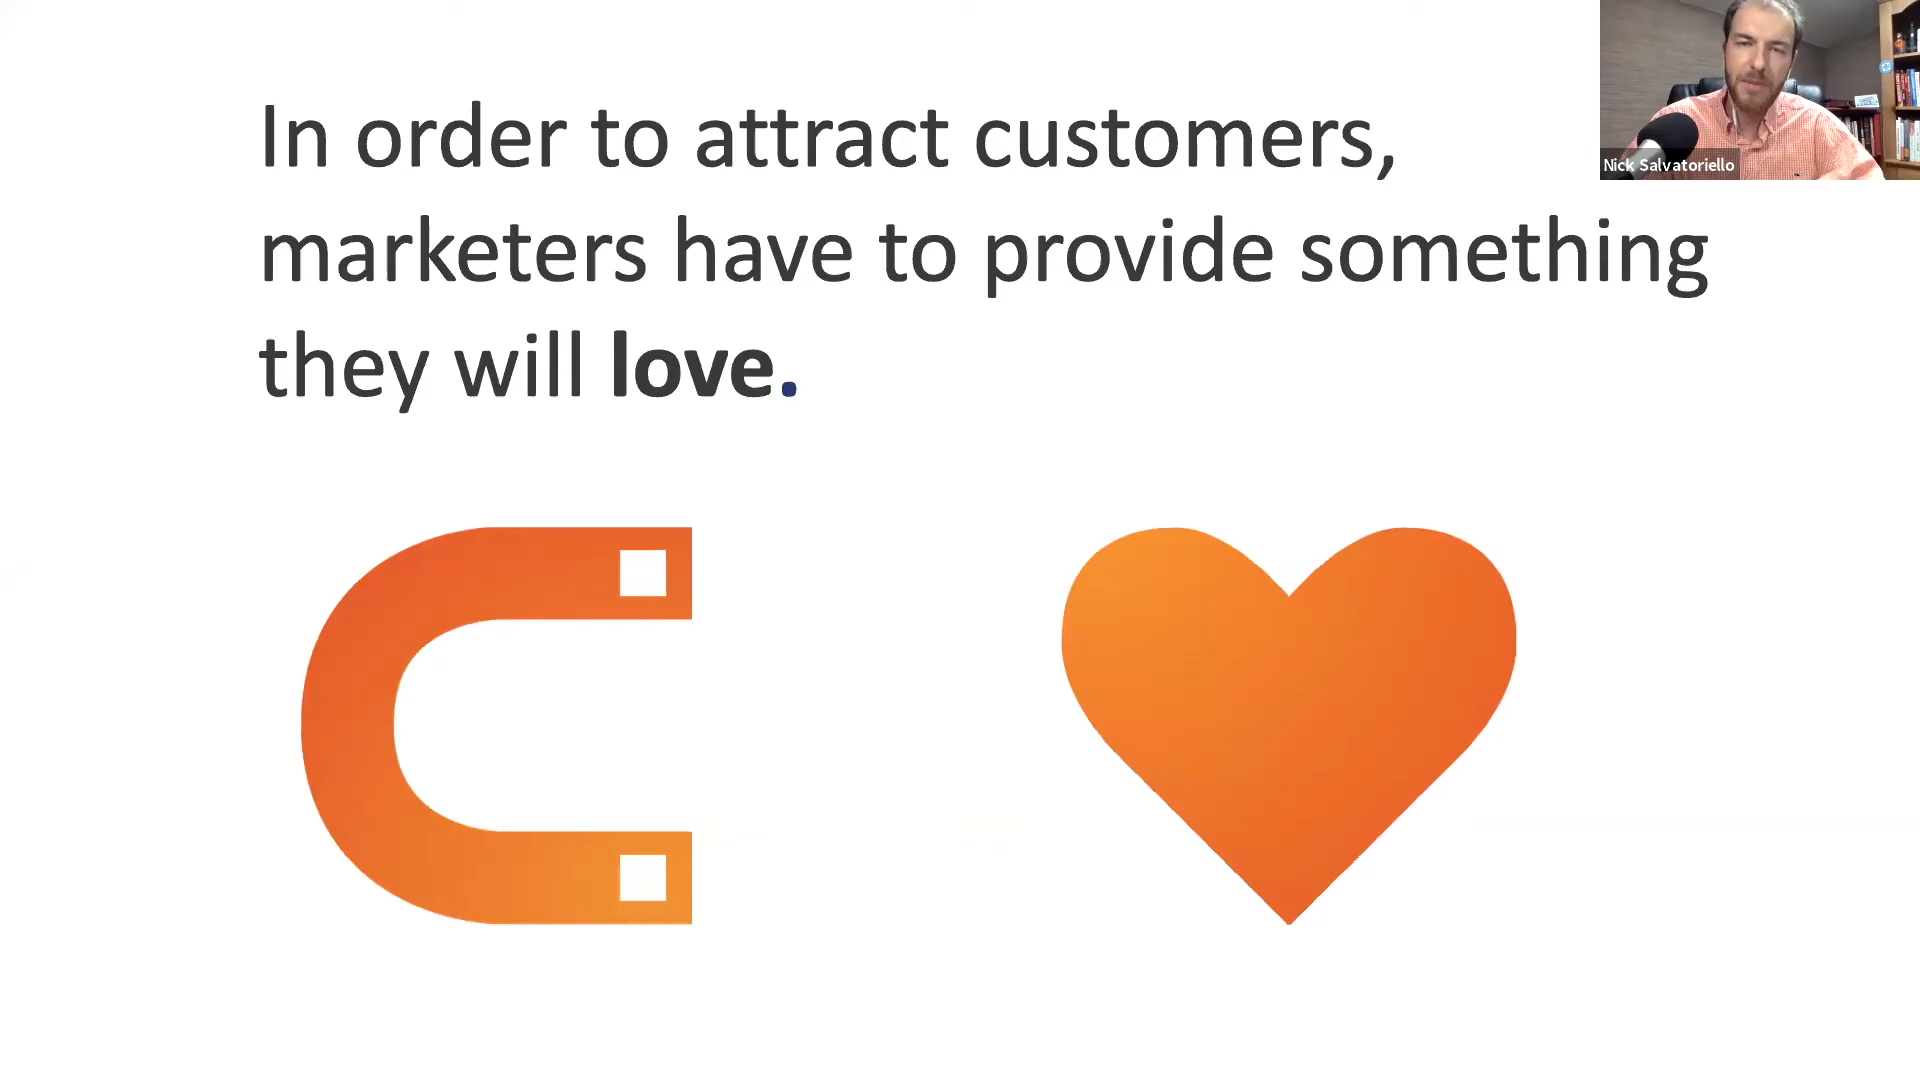 In order to attract customers,
marketers have to provide something
they will love.
Nick Salvatoriello